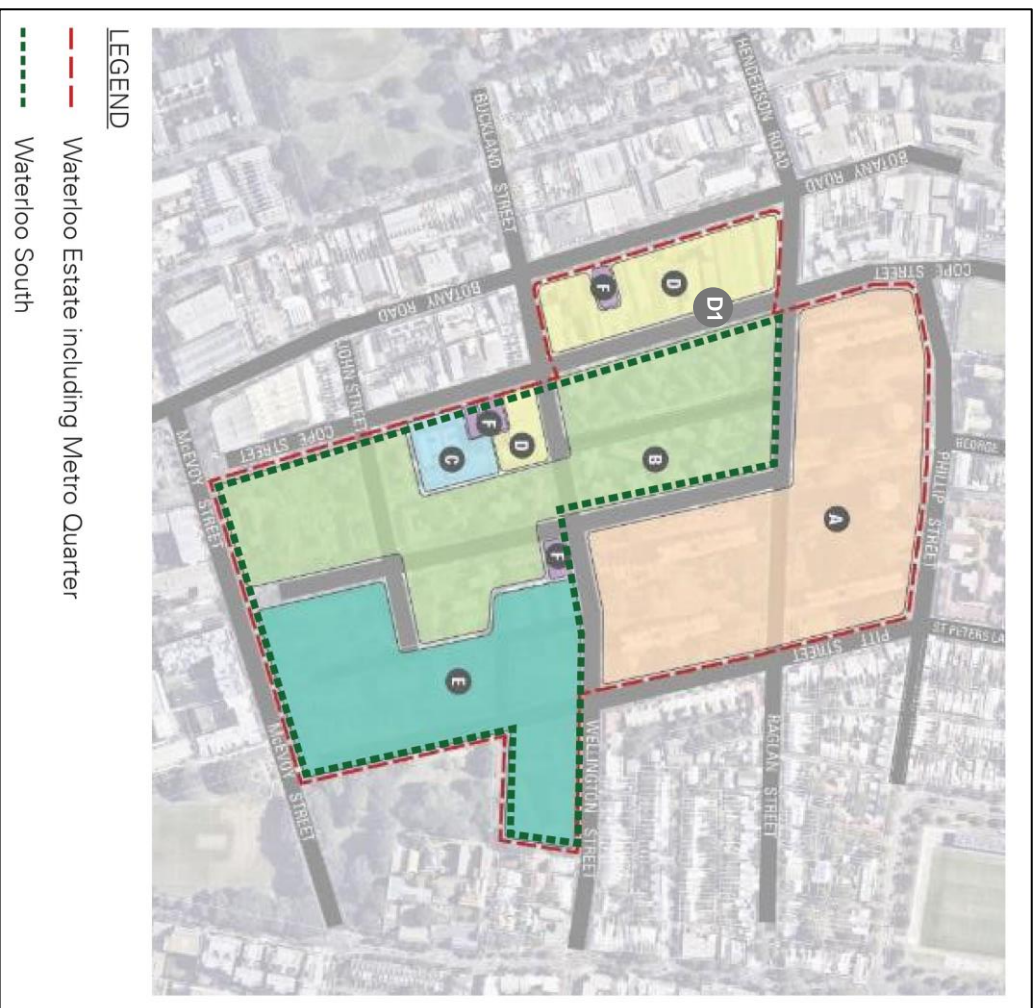 GEORGE
ST PETERS LA
PHILLIP STREET
COPE STREET
BOTANY ROAD
PITT STREET
A
HENDERSON ROAD
RAGLAN STREET
D1
D
B
F
WELLINGTON STREET
F
D
BUCKLAND STREET
F
C
E
BOTANY ROAD
JOHN STREET
COPE STREET
McEVOY STREET
McEVOY STREET
LEGEND
Waterloo Estate including Metro Quarter
Waterloo South